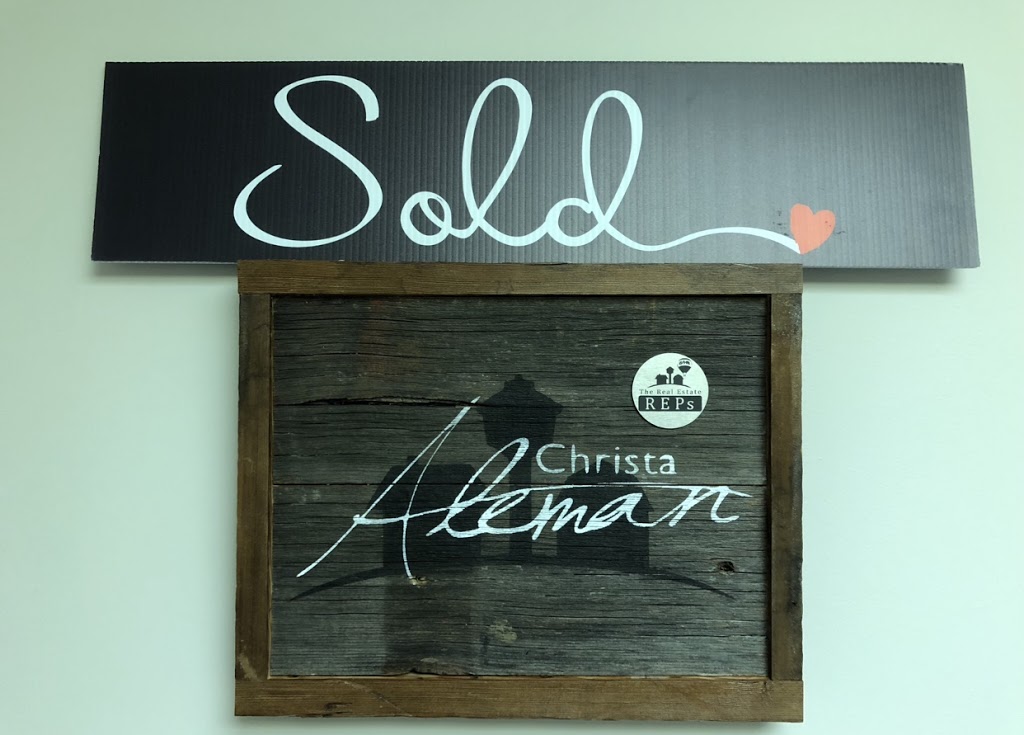 Sold
The Real Estate
REPs
Christa
Aleman